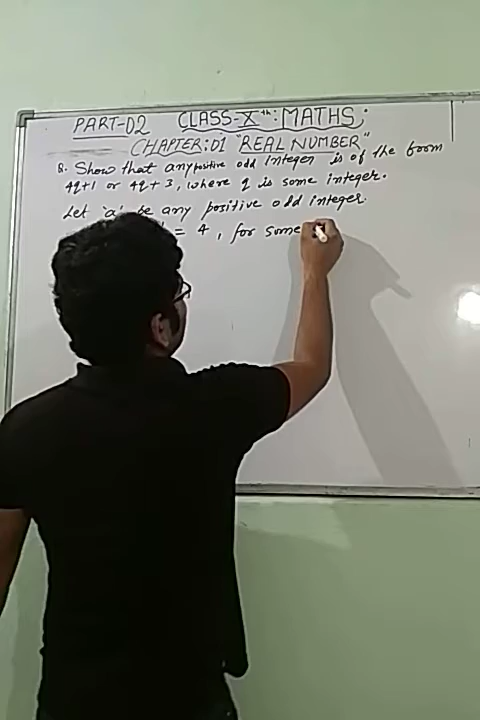 PART-02 CLASS-Xth: MATHS:
CHAPTER:01 "REAL NUMBER"
Q. Show that any positive odd integer is of the form
4q+1 or 4q+3, where q is some integer.
Let 'a' be any positive odd integer.
= 4, for some